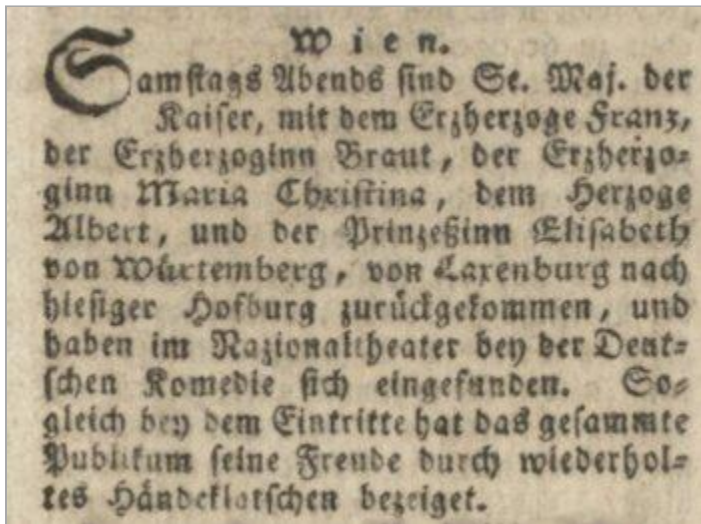 Wien.
Samstags Abends sind Se. Maj. der
Kaiser, mit dem Erzherzoge Franz,
der Erzherzoginn Braut, der Erzherzo-
ginn Maria Christina, dem Herzoge
Albert, und der Prinzeßinn Elisabeth
von Würtemberg, von Laxenburg nach
hiesiger Hofburg zurückgekommen, und
haben im Nazionaltheater bey der Deut-
schen Komedie sich eingefunden. So-
gleich bey dem Eintritte hat das gesammte
Publikum seine Freude durch wiederhol-
tes Händeklatschen bezeiget.